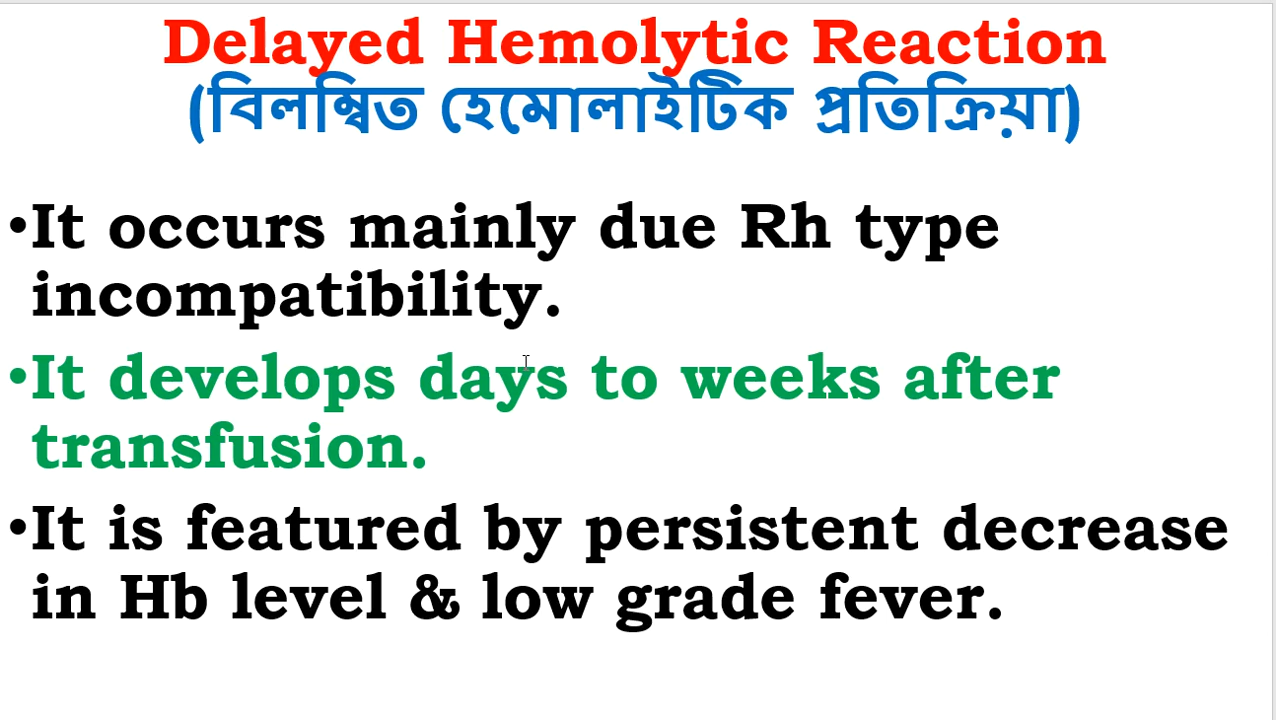 Delayed Hemolytic Reaction
(বিলম্বিত হেমোলাইটিক প্রতিক্রিয়া)
•It occurs mainly due Rh type
incompatibility.
•It develops days to weeks after
transfusion.
•It is featured by persistent decrease
in Hb level & low grade fever.